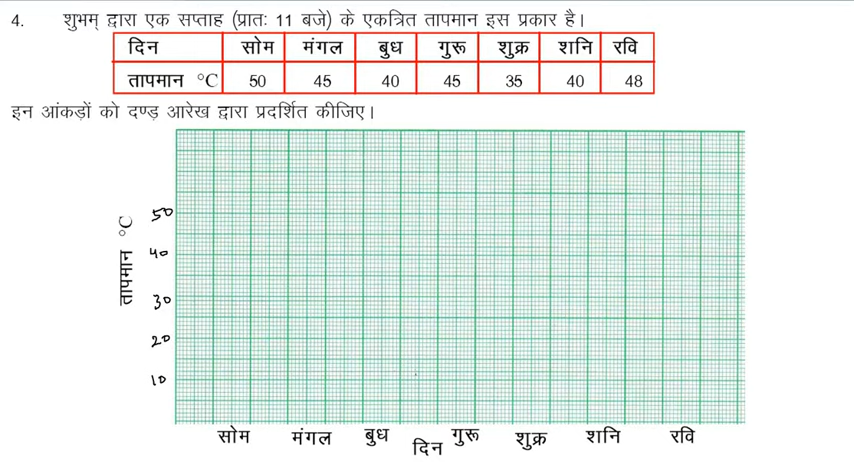 4. शुभम् द्वारा एक सप्ताह (प्रातः 11 बजे) के एकत्रित तापमान इस प्रकार है।
दिन सोम मंगल बुध गुरू शुक्र शनि रवि
तापमान °C 50 45 40 45 35 40 48
इन आंकड़ों को दण्ड़ आरेख द्वारा प्रदर्शित कीजिए।
तापमान °C
50
40
30
20
10
सोम मंगल बुध गुरू शुक्र शनि रवि
दिन